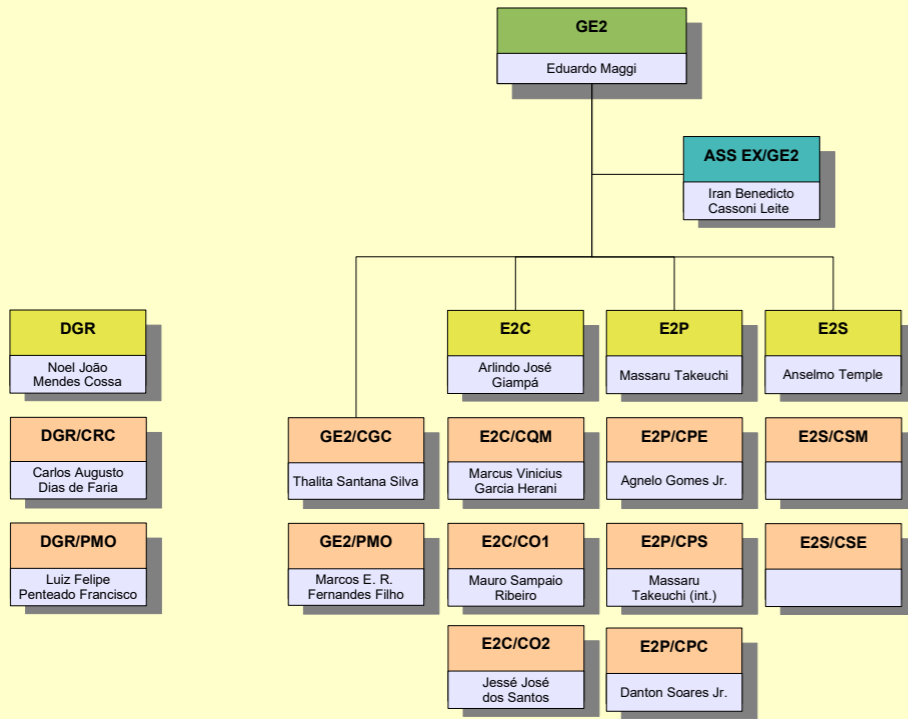 GE2
Eduardo Maggi
ASS EX/GE2
Iran Benedicto
Cassoni Leite
DGR
Noel João
Mendes Cossa
E2C
Arlindo José
Giampá
E2P
Massaru Takeuchi
E2S
Anselmo Temple
DGR/CRC
Carlos Augusto
Dias de Faria
GE2/CGC
Thalita Santana Silva
E2C/CQM
Marcus Vinicius
Garcia Herani
E2P/CPE
Agnelo Gomes Jr.
E2S/CSM
DGR/PMO
Luiz Felipe
Penteado Francisco
GE2/PMO
Marcos E. R.
Fernandes Filho
E2C/CO1
Mauro Sampaio
Ribeiro
E2P/CPS
Massaru
Takeuchi (int.)
E2S/CSE
E2C/CO2
Jessé José
dos Santos
E2P/CPC
Danton Soares Jr.